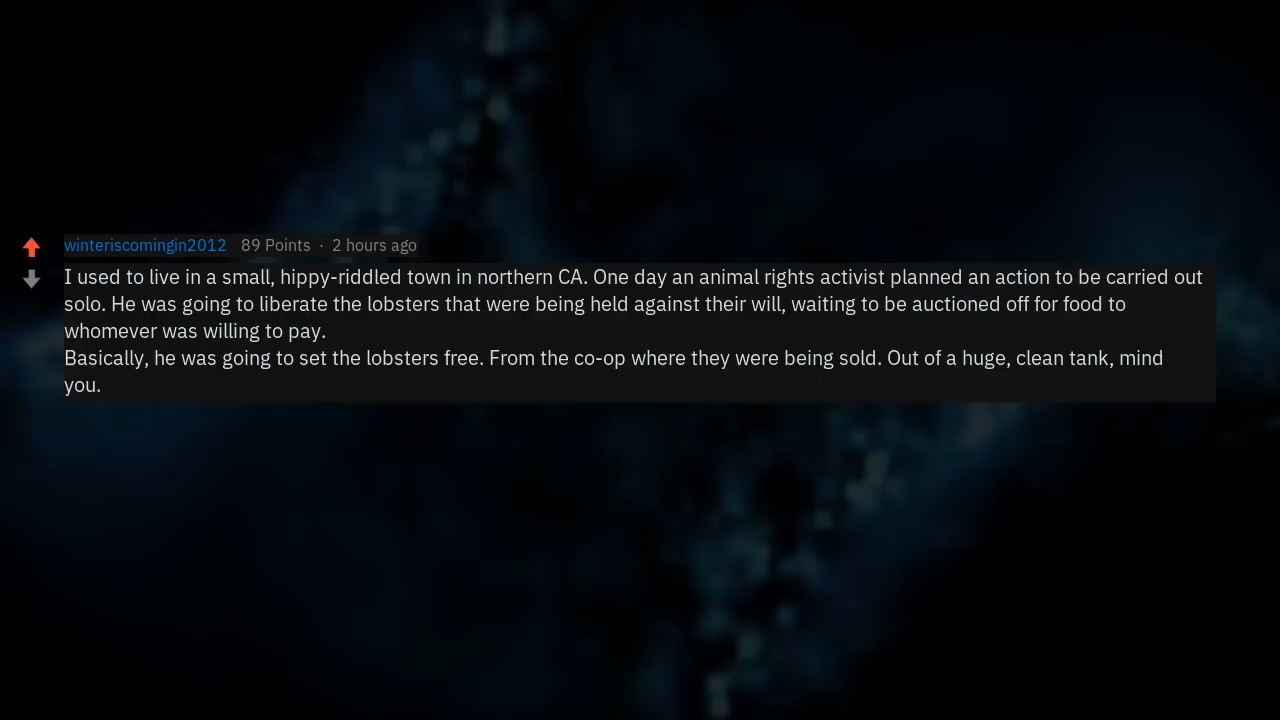 winteriscomingin2012 89 Points · 2 hours ago
I used to live in a small, hippy-riddled town in northern CA. One day an animal rights activist planned an action to be carried out
solo. He was going to liberate the lobsters that were being held against their will, waiting to be auctioned off for food to
whomever was willing to pay.
Basically, he was going to set the lobsters free. From the co-op where they were being sold. Out of a huge, clean tank, mind
you.